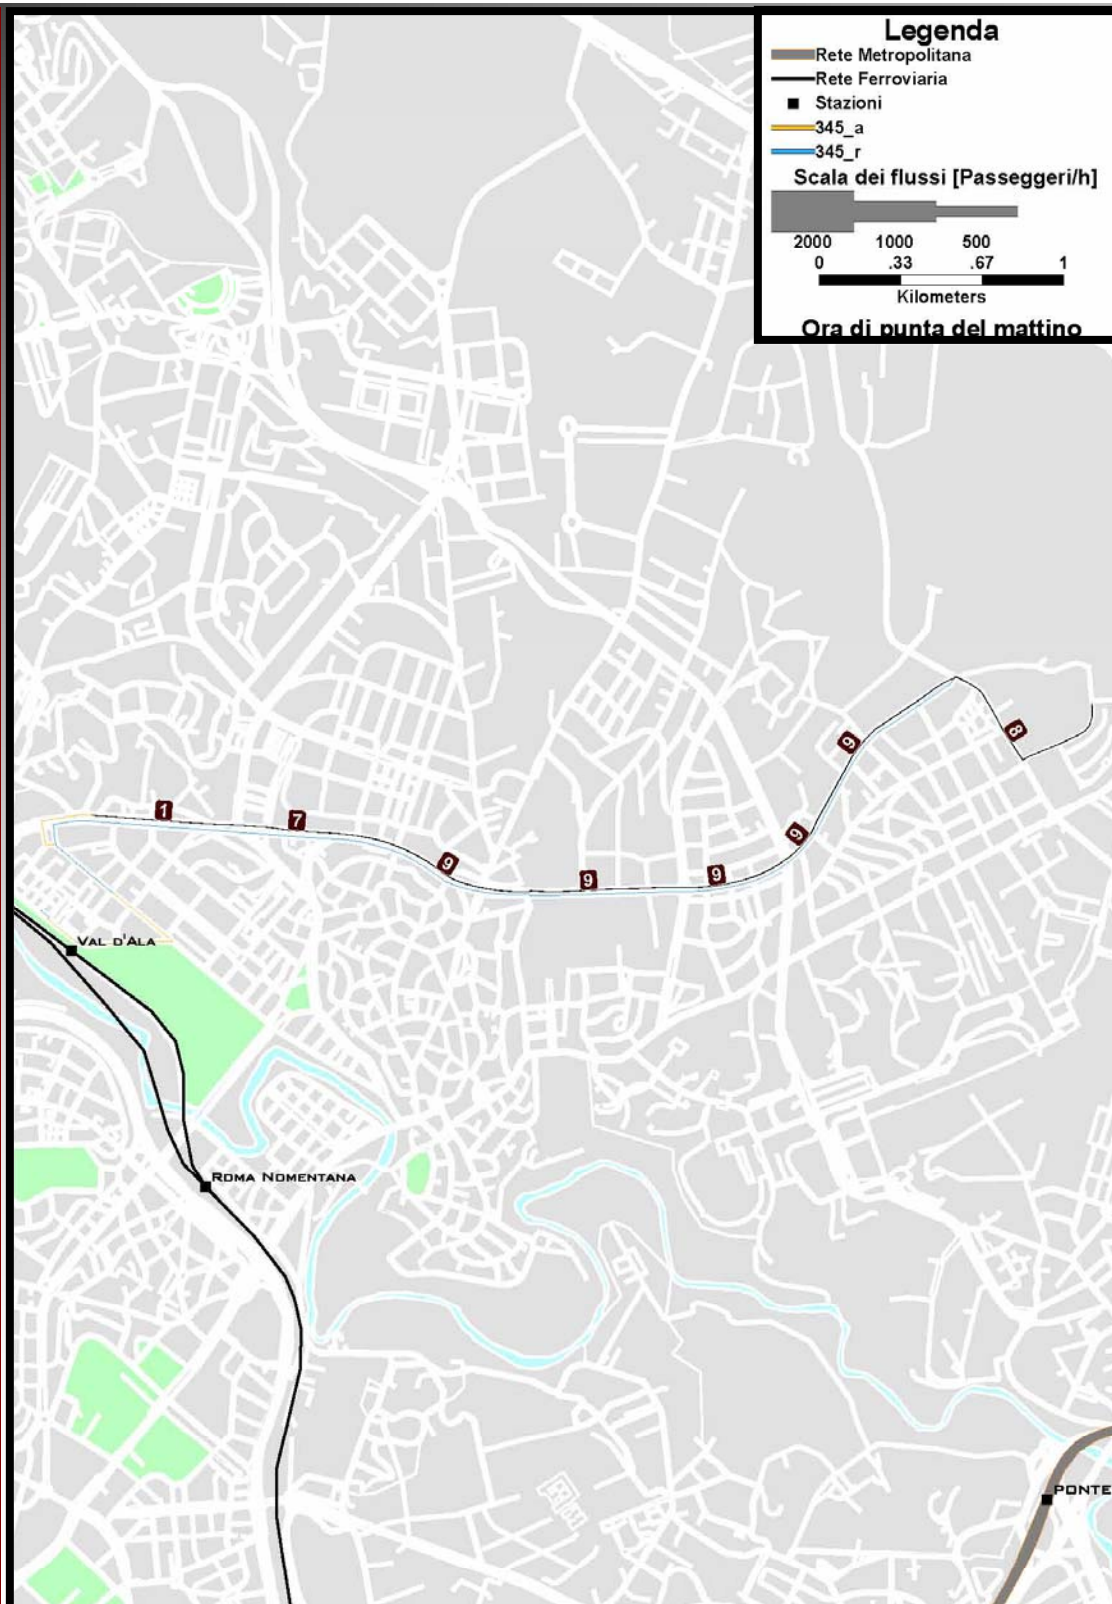 Legenda
Rete Metropolitana
Rete Ferroviaria
Stazioni
345_a
345_r
Scala dei flussi [Passeggeri/h]
2000 1000 500
0 .33 .67 1
Kilometers
Ora di punta del mattino
8
9
1
7
9
9
9
9
VAL D'ALA
ROMA NOMENTANA
PONTE